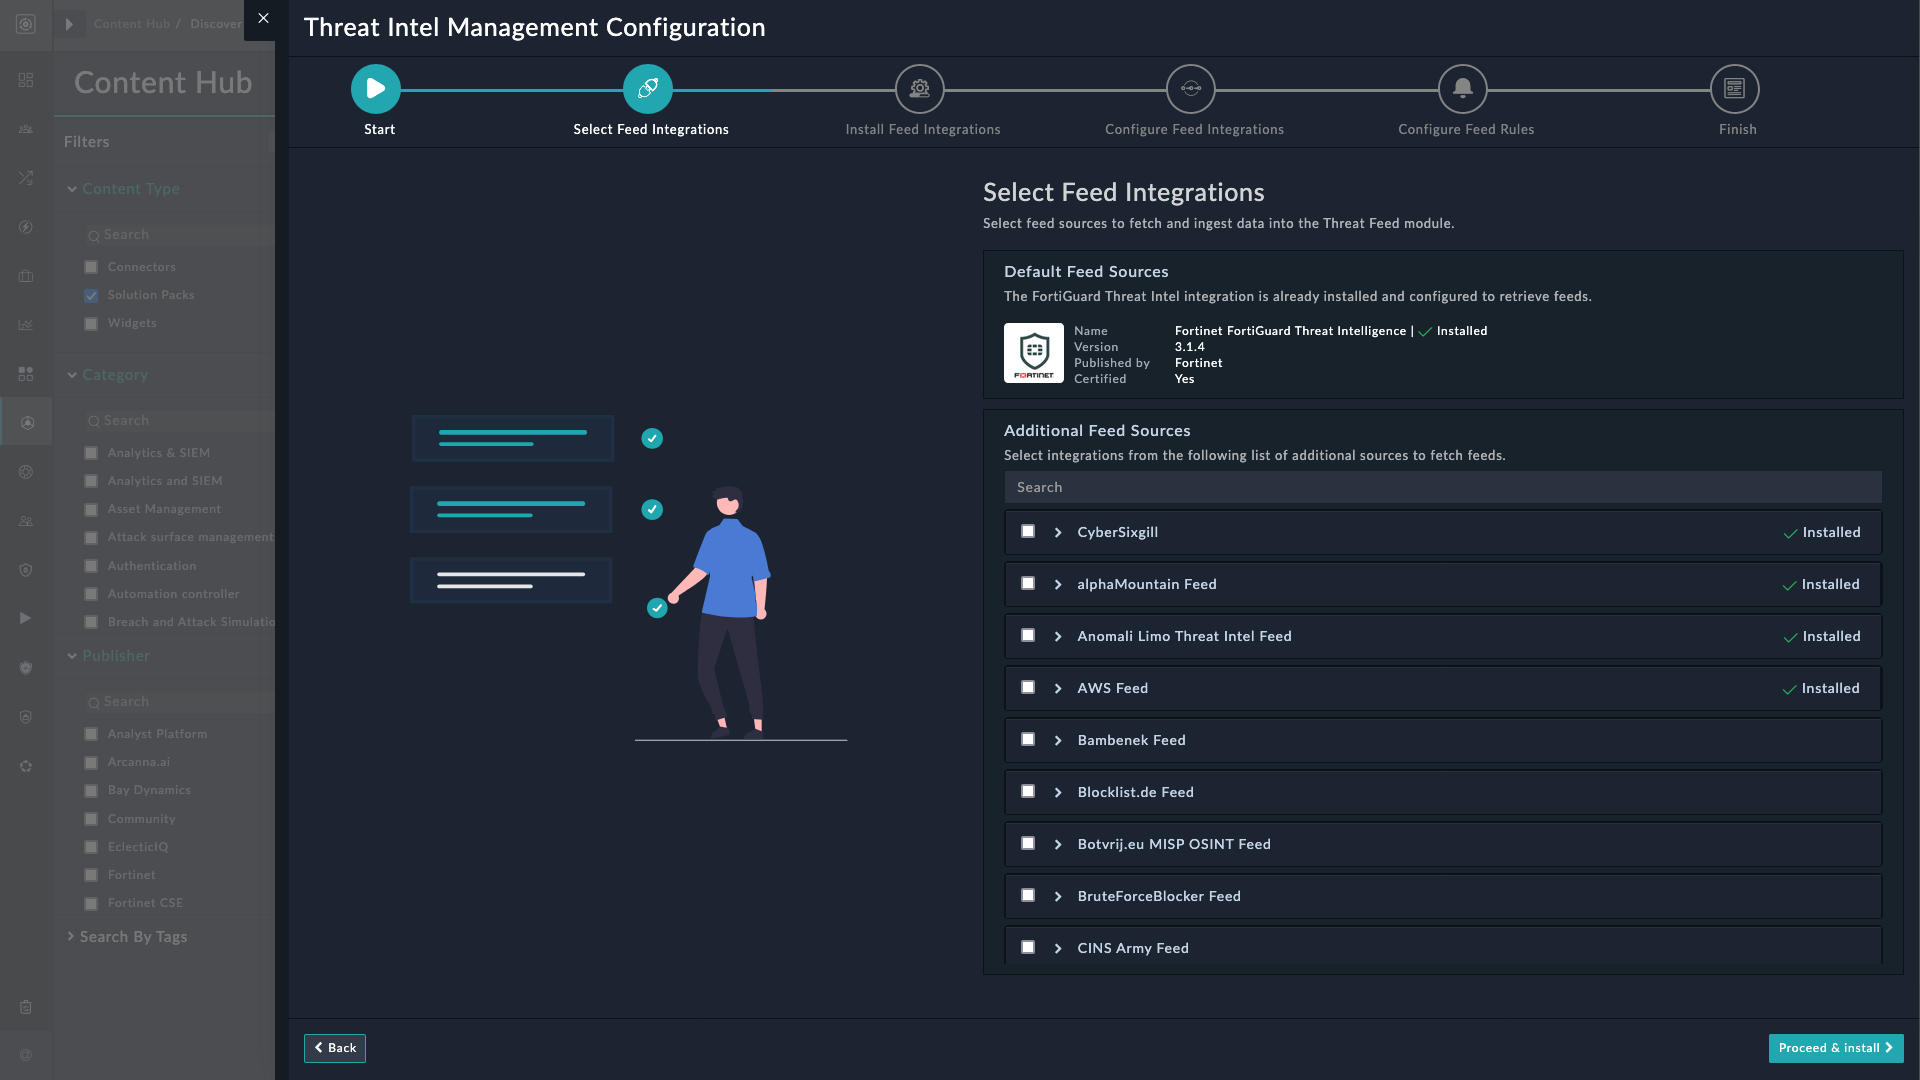 Content Hub / Discover
Content Hub
Filters
Content Type
Search
Connectors
Solution Packs
Widgets
Category
Search
Analytics & SIEM
Analytics and SIEM
Asset Management
Attack surface management
Authentication
Automation controller
Breach and Attack Simulatio
Publisher
Search
Analyst Platform
Arcanna.ai
Bay Dynamics
Community
EclecticIQ
Fortinet
Fortinet CSE
Search By Tags
Threat Intel Management Configuration
Start
Select Feed Integrations
Install Feed Integrations
Configure Feed Integrations
Configure Feed Rules
Finish
Select Feed Integrations
Select feed sources to fetch and ingest data into the Threat Feed module.
Default Feed Sources
The FortiGuard Threat Intel integration is already installed and configured to retrieve feeds.
FORTINET
Name Fortinet FortiGuard Threat Intelligence | Installed
Version 3.1.4
Published by Fortinet
Certified Yes
Additional Feed Sources
Select integrations from the following list of additional sources to fetch feeds.
Search
CyberSixgill Installed
alphaMountain Feed Installed
Anomali Limo Threat Intel Feed Installed
AWS Feed Installed
Bambenek Feed
Blocklist.de Feed
Botvrij.eu MISP OSINT Feed
BruteForceBlocker Feed
CINS Army Feed
Back
Proceed & install